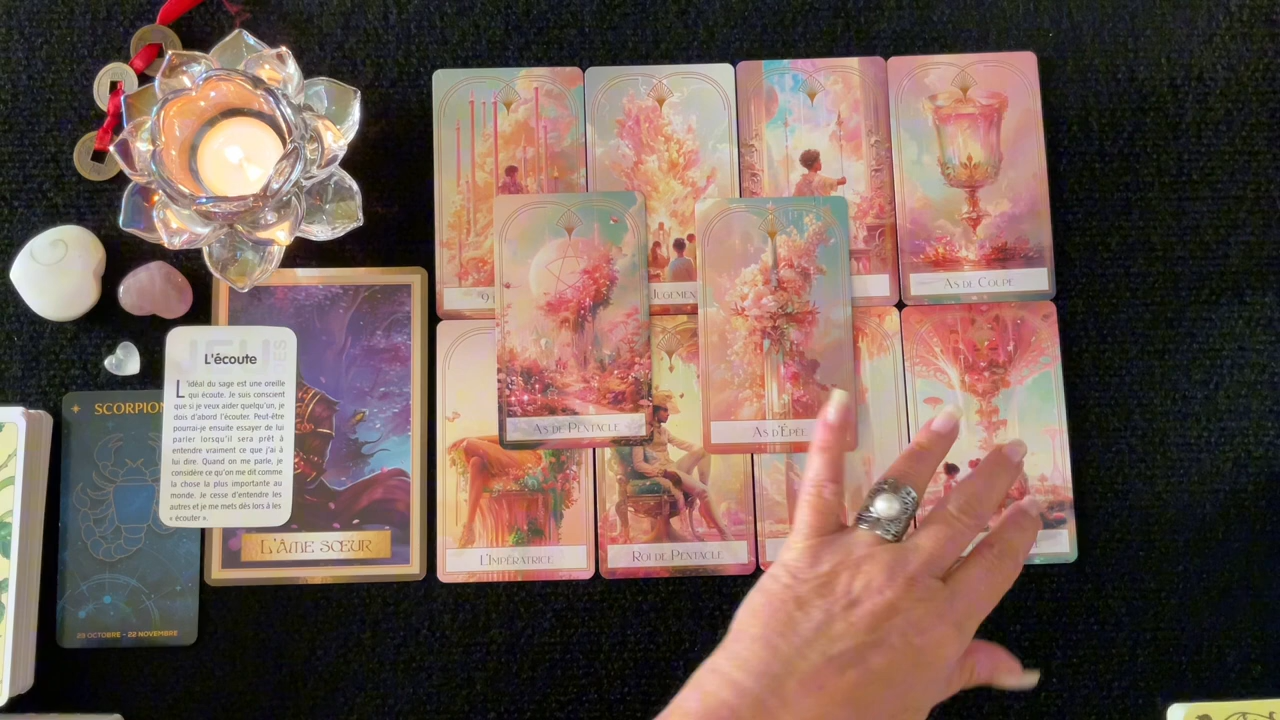 AS DE COUPE
JUGEMEN
AS DE PENTACLE
AS D'ÉPÉE
L'IMPÉRATRICE
ROI DE PENTACLE
L'écoute
L'idéal du sage est une oreille
qui écoute. Je suis conscient
que si je veux aider quelqu'un, je
dois d'abord l'écouter. Peut-être
pourrai-je ensuite essayer de lui
parler lorsqu'il sera prêt à
entendre vraiment ce que j'ai à
lui dire. Quand on me parle, je
considère ce qu'on me dit comme
la chose la plus importante au
monde. Je cesse d'entendre les
autres et je me mets dès lors à les
« écouter ».
SCORPION
23 OCTOBRE - 22 NOVEMBRE
L'ÂME SŒUR